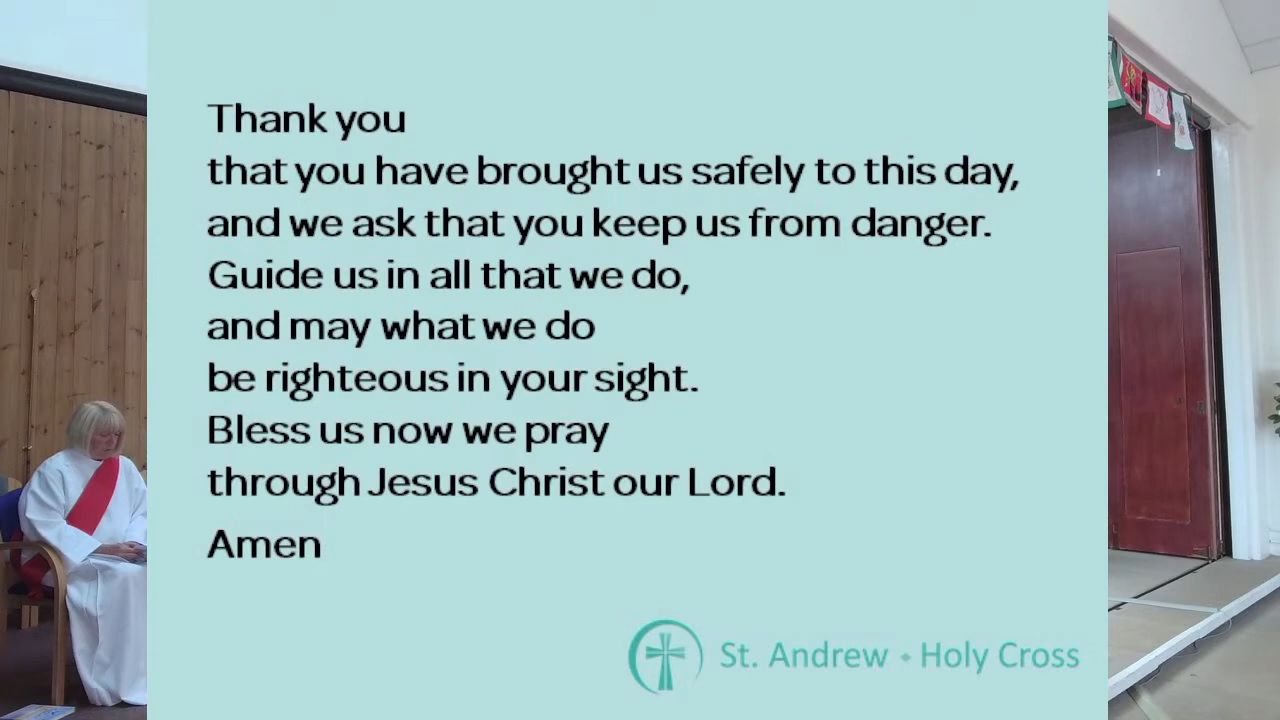 Thank you
that you have brought us safely to this day,
and we ask that you keep us from danger.
Guide us in all that we do,
and may what we do
be righteous in your sight.
Bless us now we pray
through Jesus Christ our Lord.
Amen
St. Andrew • Holy Cross